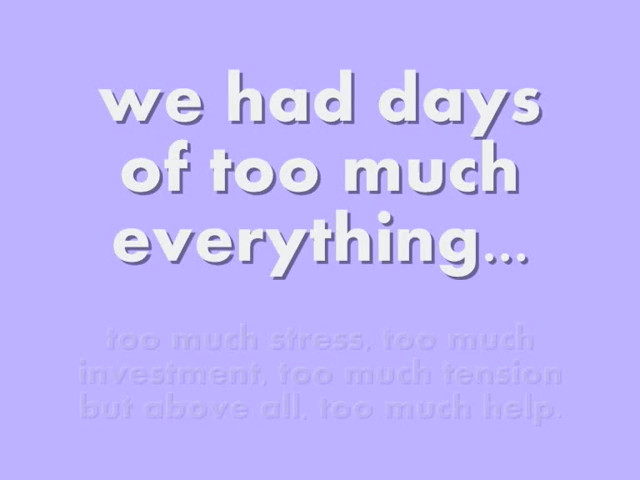 we had days
of too much
everything...
too much stress, too much
investment, too much tension
but above all, too much help.